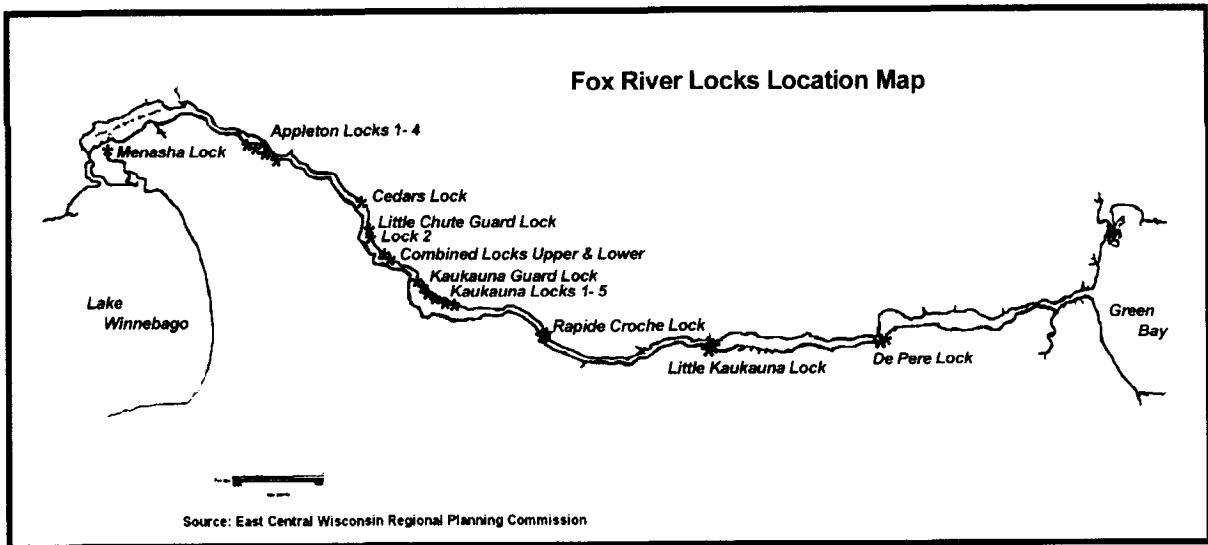 Fox River Locks Location Map
Appleton Locks 1- 4
Menasha Lock
Cedars Lock
Little Chute Guard Lock
Lock 2
Combined Locks Upper & Lower
Kaukauna Guard Lock
Kaukauna Locks 1- 5
Lake
Winnebago
Rapide Croche Lock
Little Kaukauna Lock
De Pere Lock
Green
Bay
Source: East Central Wisconsin Regional Planning Commission